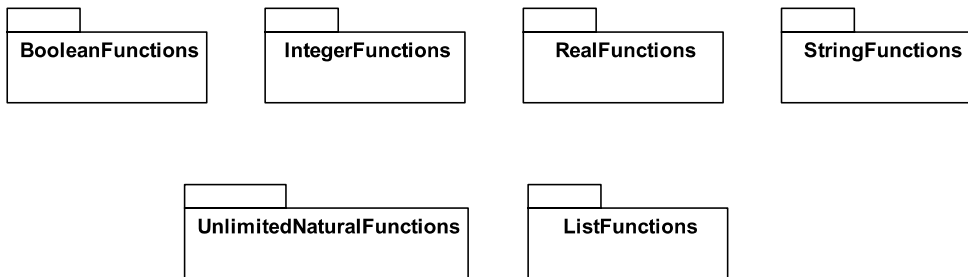 BooleanFunctions
IntegerFunctions
RealFunctions
StringFunctions
UnlimitedNaturalFunctions
ListFunctions